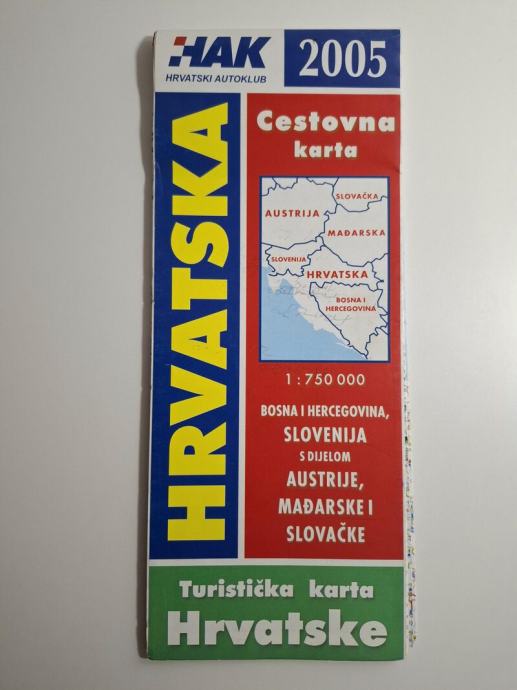 HAK
HRVATSKI AUTOKLUB
2005
HRVATSKA
Cestovna
karta
SLOVAČKA
AUSTRIJA
MAĐARSKA
SLOVENIJA
HRVATSKA
BOSNA I
HERCEGOVINA
1 : 750 000
BOSNA I HERCEGOVINA,
SLOVENIJA
S DIJELOM
AUSTRIJE,
MAĐARSKE I
SLOVAČKE
Turistička karta
Hrvatske